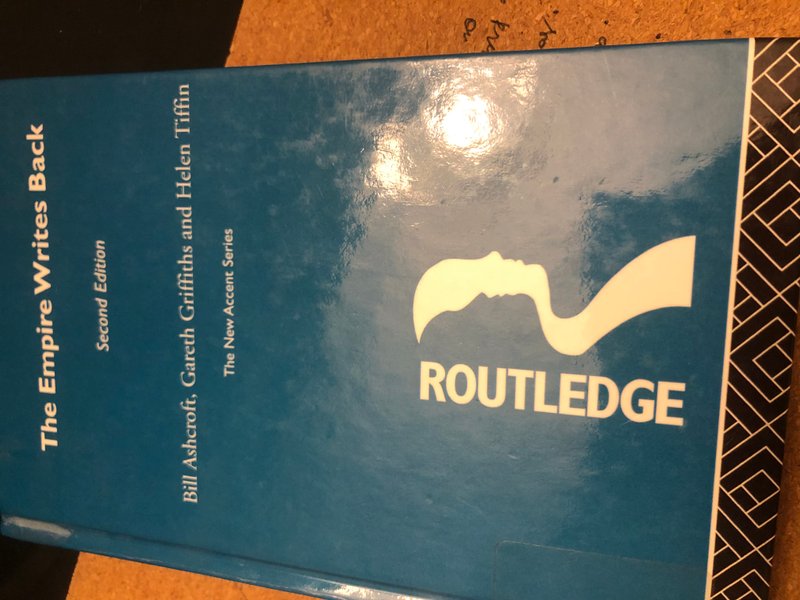 The Empire Writes Back
Second Edition
Bill Ashcroft, Gareth Griffiths and Helen Tiffin
The New Accent Series
ROUTLEDGE